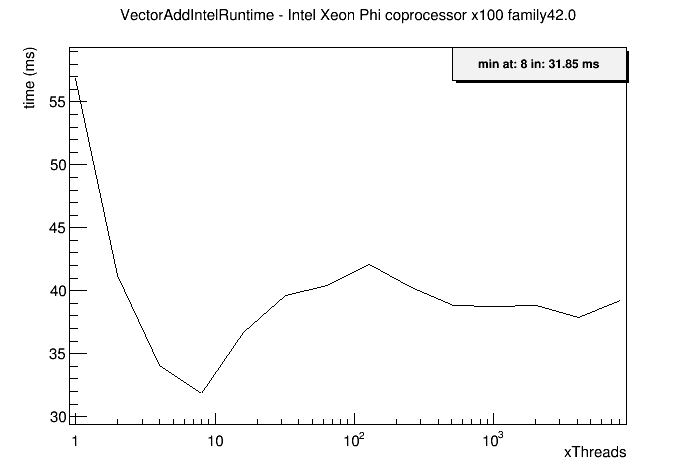 VectorAddIntelRuntime - Intel Xeon Phi coprocessor x100 family42.0
time (ms)
min at: 8 in: 31.85 ms
55
50
45
40
35
30
1 10 10² 10³
xThreads